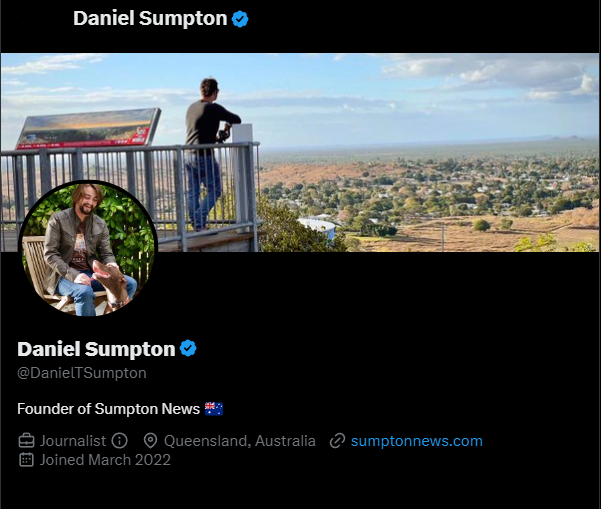 Daniel Sumpton
Daniel Sumpton
@DanielTSumpton
Founder of Sumpton News 🇦🇺
Journalist Queensland, Australia sumptonnews.com
Joined March 2022